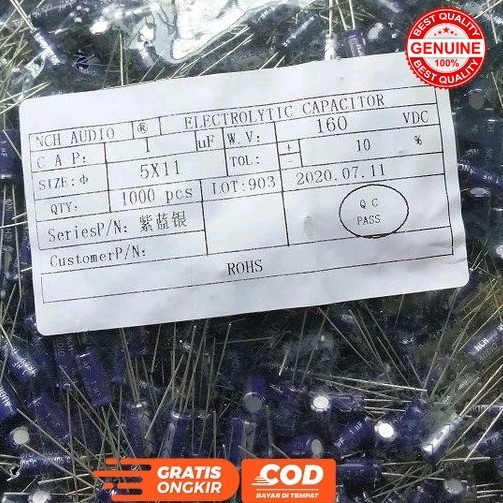 BEST QUALITY
GENUINE
100%
BEST QUALITY
NCH AUDIO ® ELECTROLYTIC CAPACITOR
CAP: 1 uF W.V: 160 VDC
SIZE:Φ 5X11 TOL: + - 10 %
QTY: 1000 pcs LOT:903 2020.07.11
SeriesP/N: 紫蓝银 QC
PASS
CustomerP/N:
ROHS
GRATIS
ONGKIR
COD
BAYAR DI TEMPAT